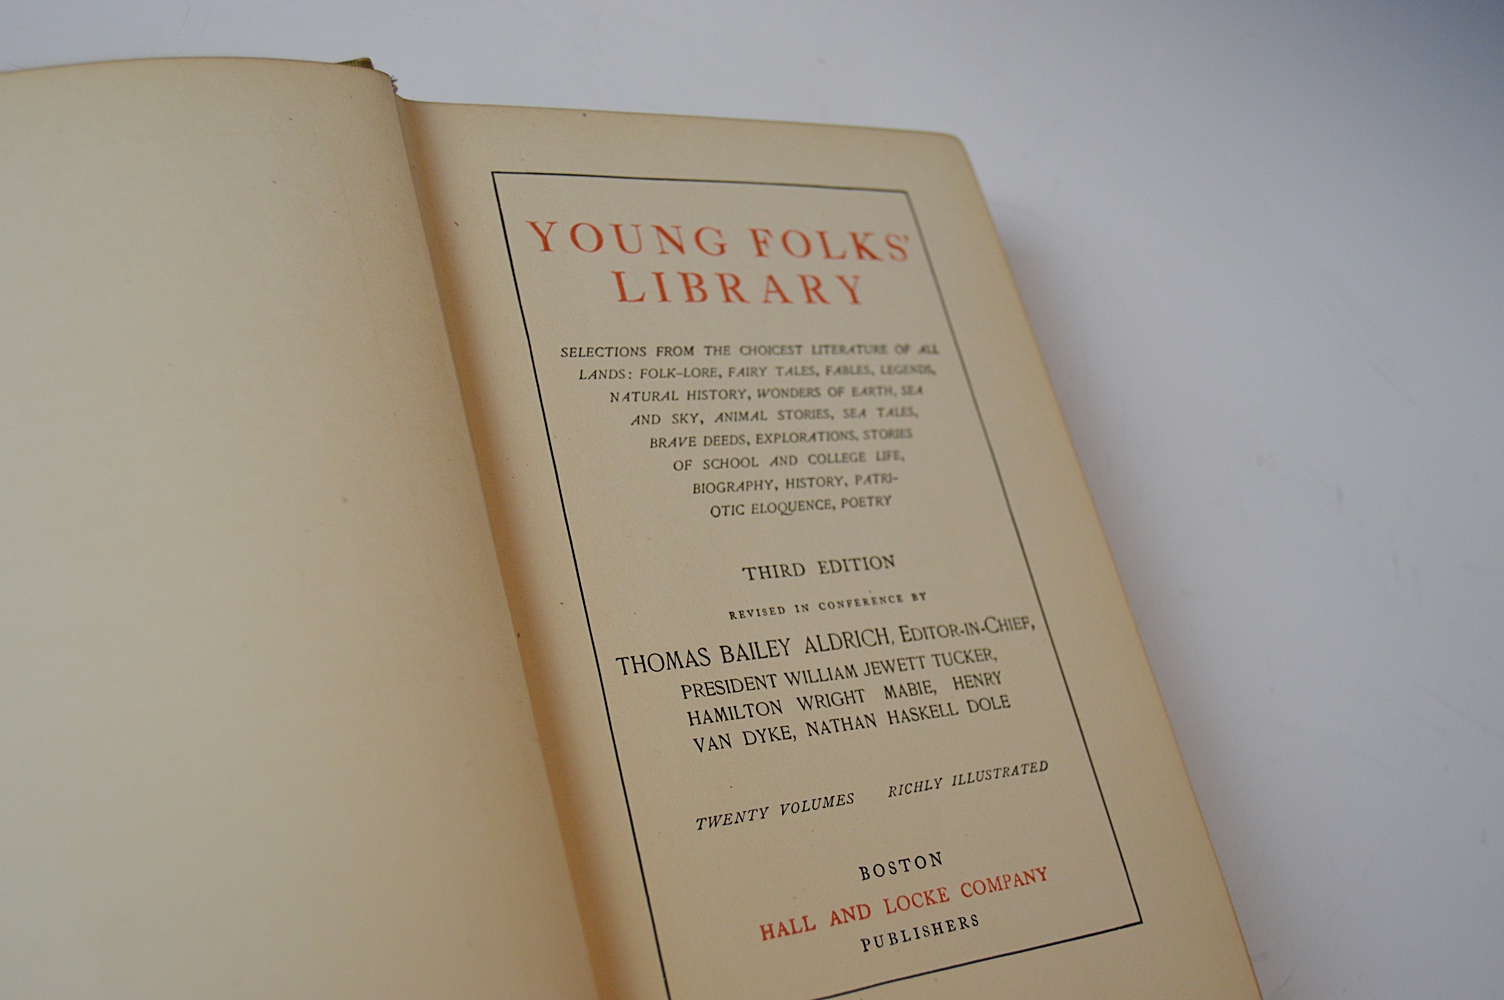 YOUNG FOLKS'
LIBRARY
SELECTIONS FROM THE CHOICEST LITERATURE OF ALL
LANDS: FOLK-LORE, FAIRY TALES, FABLES, LEGENDS,
NATURAL HISTORY, WONDERS OF EARTH, SEA
AND SKY, ANIMAL STORIES, SEA TALES,
BRAVE DEEDS, EXPLORATIONS, STORIES
OF SCHOOL AND COLLEGE LIFE,
BIOGRAPHY, HISTORY, PATRI-
OTIC ELOQUENCE, POETRY
THIRD EDITION
REVISED IN CONFERENCE BY
THOMAS BAILEY ALDRICH, EDITOR-IN-CHIEF,
PRESIDENT WILLIAM JEWETT TUCKER,
HAMILTON WRIGHT MABIE, HENRY
VAN DYKE, NATHAN HASKELL DOLE
TWENTY VOLUMES RICHLY ILLUSTRATED
BOSTON
HALL AND LOCKE COMPANY
PUBLISHERS